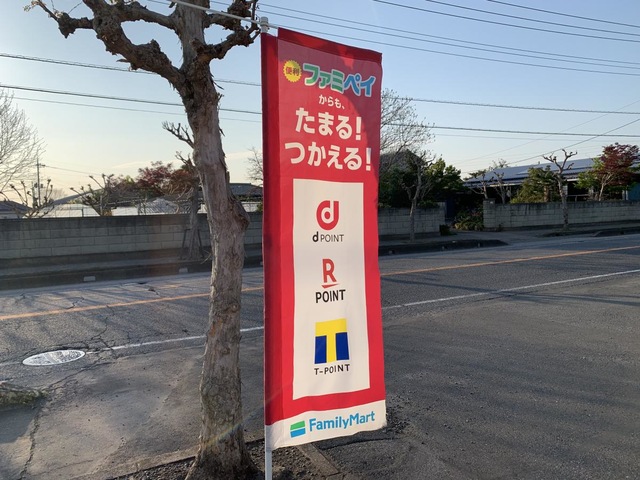 便利
ファミペイ
からも、
たまる!
つかえる!
d
d POINT
R
POINT
T
T-POINT
FamilyMart